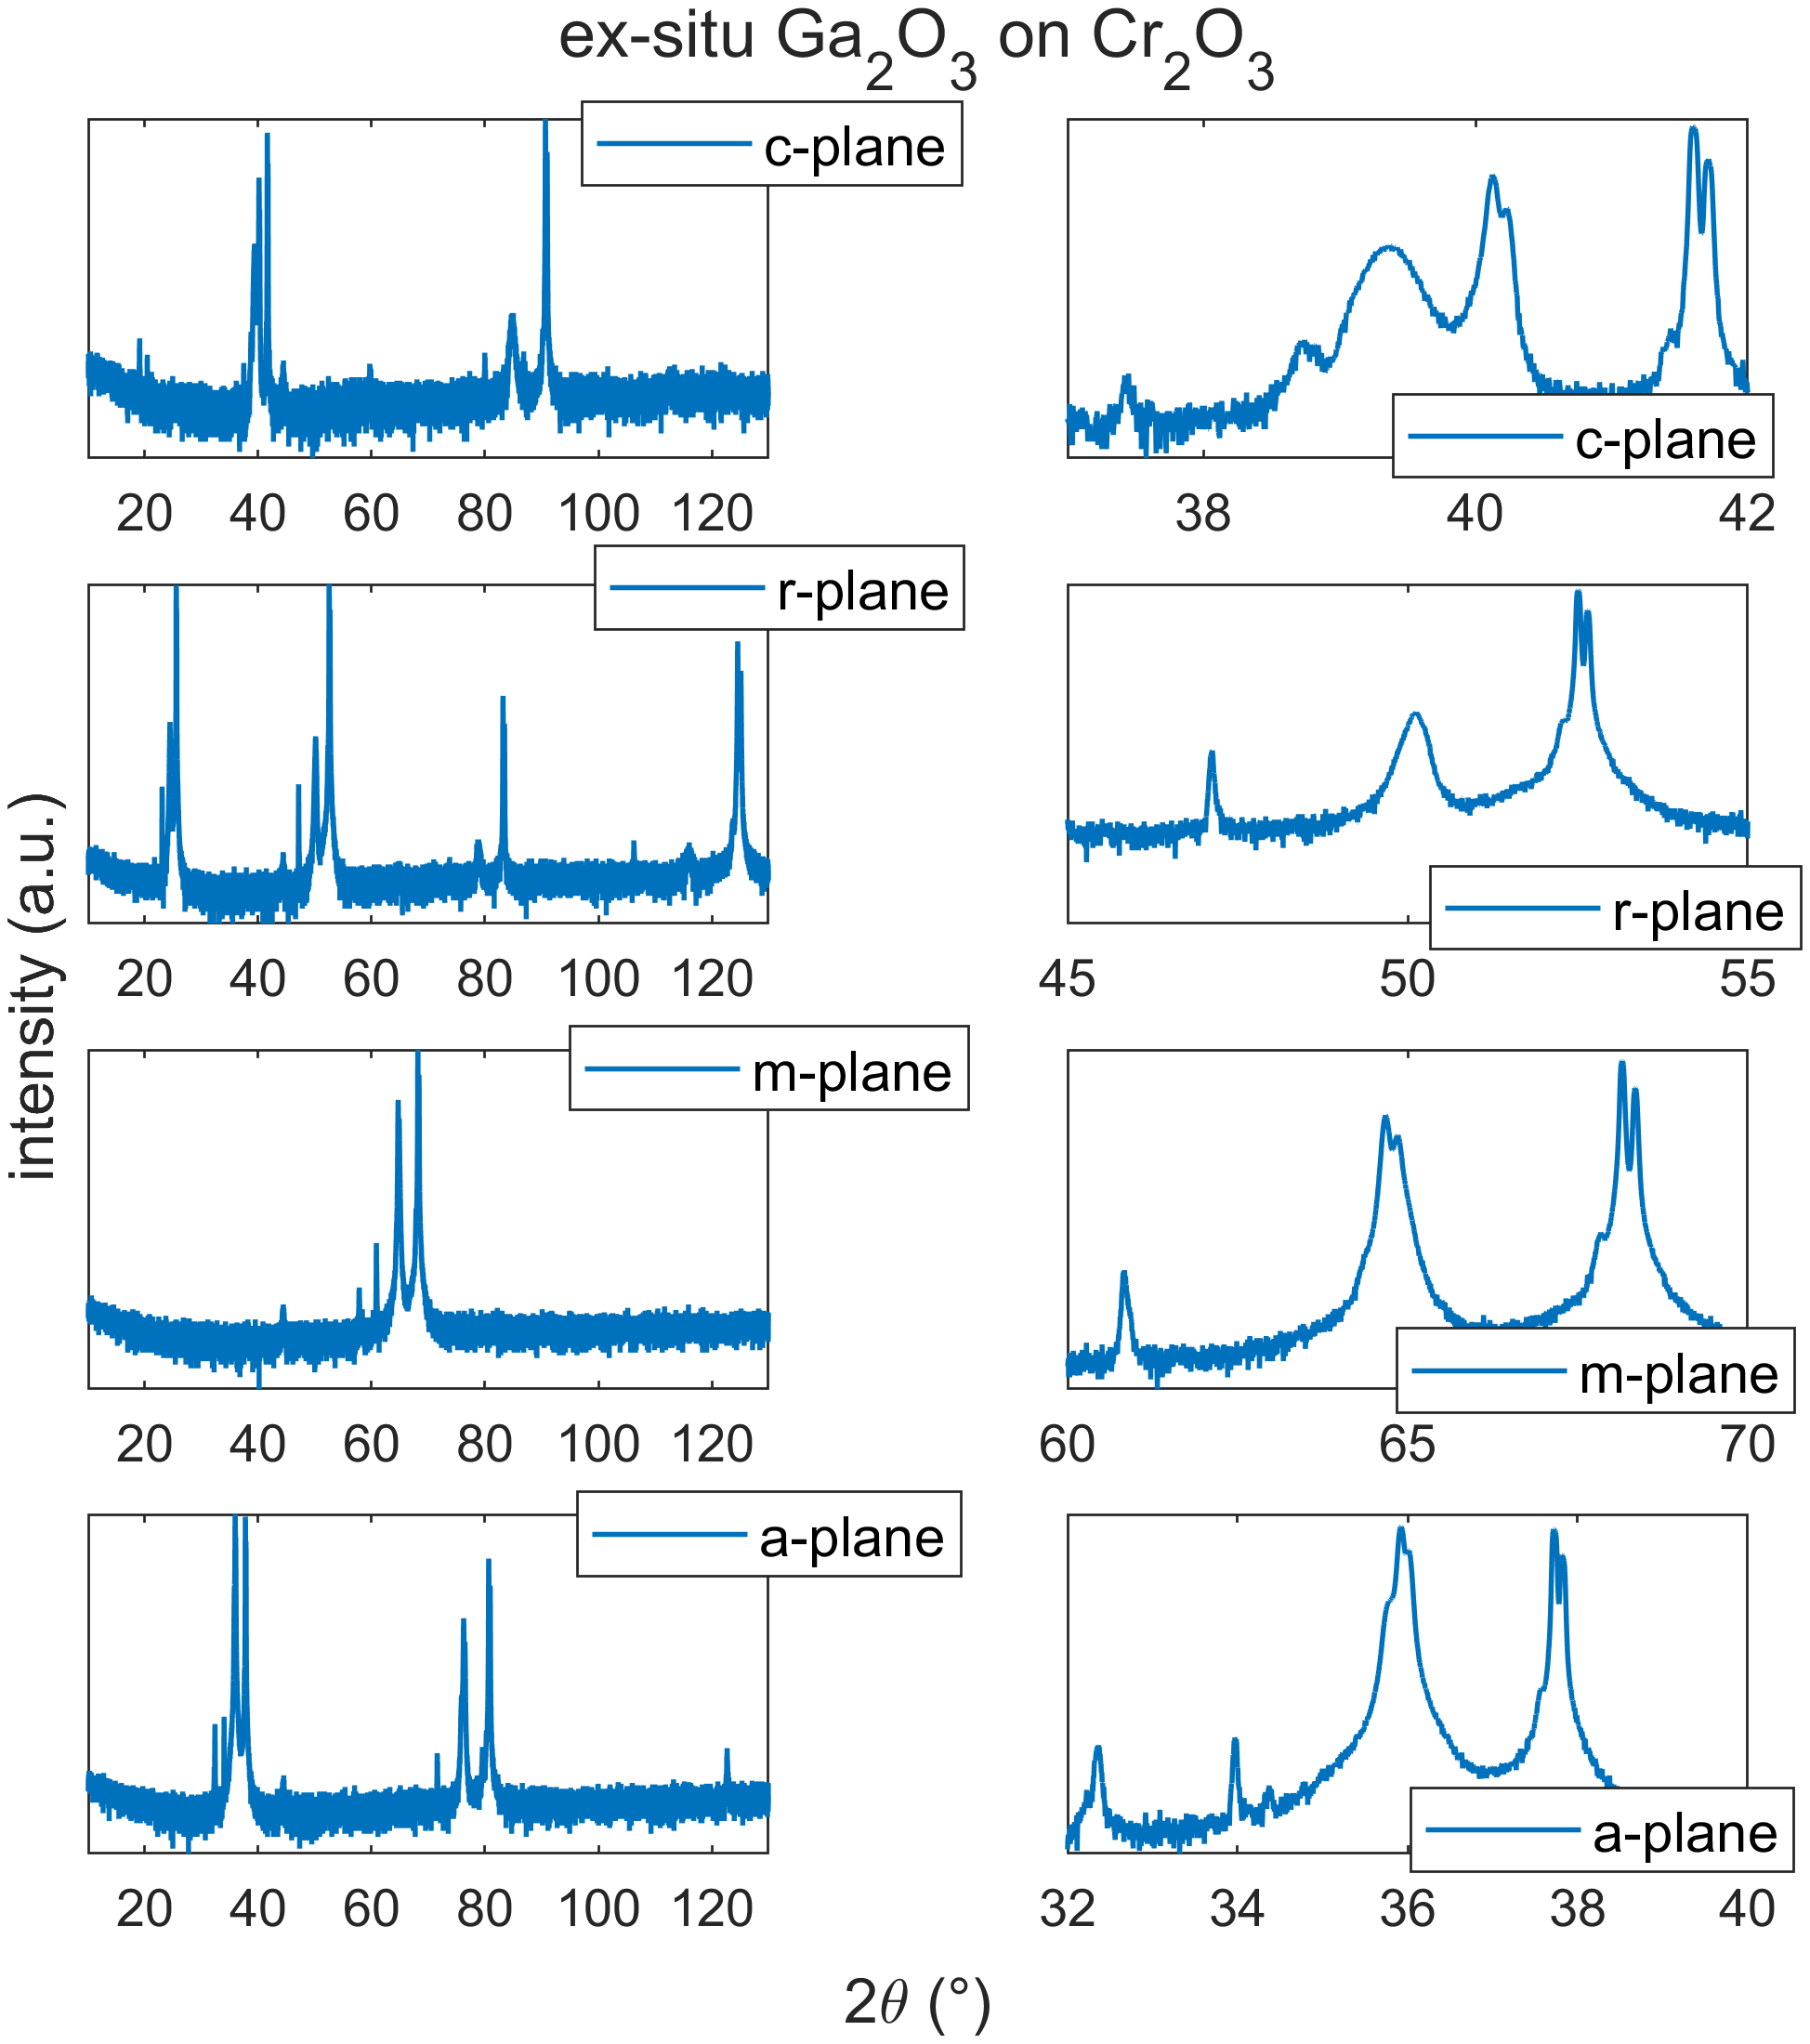 ex-situ Ga₂O₃ on Cr₂O₃
c-plane
20 40 60 80 100 120
c-plane
38 40 42
r-plane
20 40 60 80 100 120
r-plane
45 50 55
m-plane
20 40 60 80 100 120
m-plane
60 65 70
a-plane
20 40 60 80 100 120
a-plane
32 34 36 38 40
intensity (a.u.)
2θ (°)